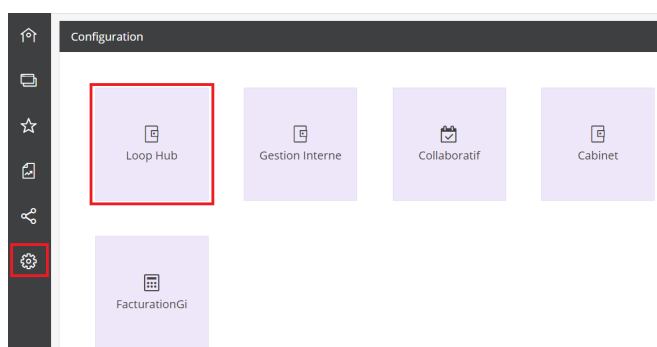 Configuration
Loop Hub
Gestion Interne
Collaboratif
Cabinet
FacturationGi